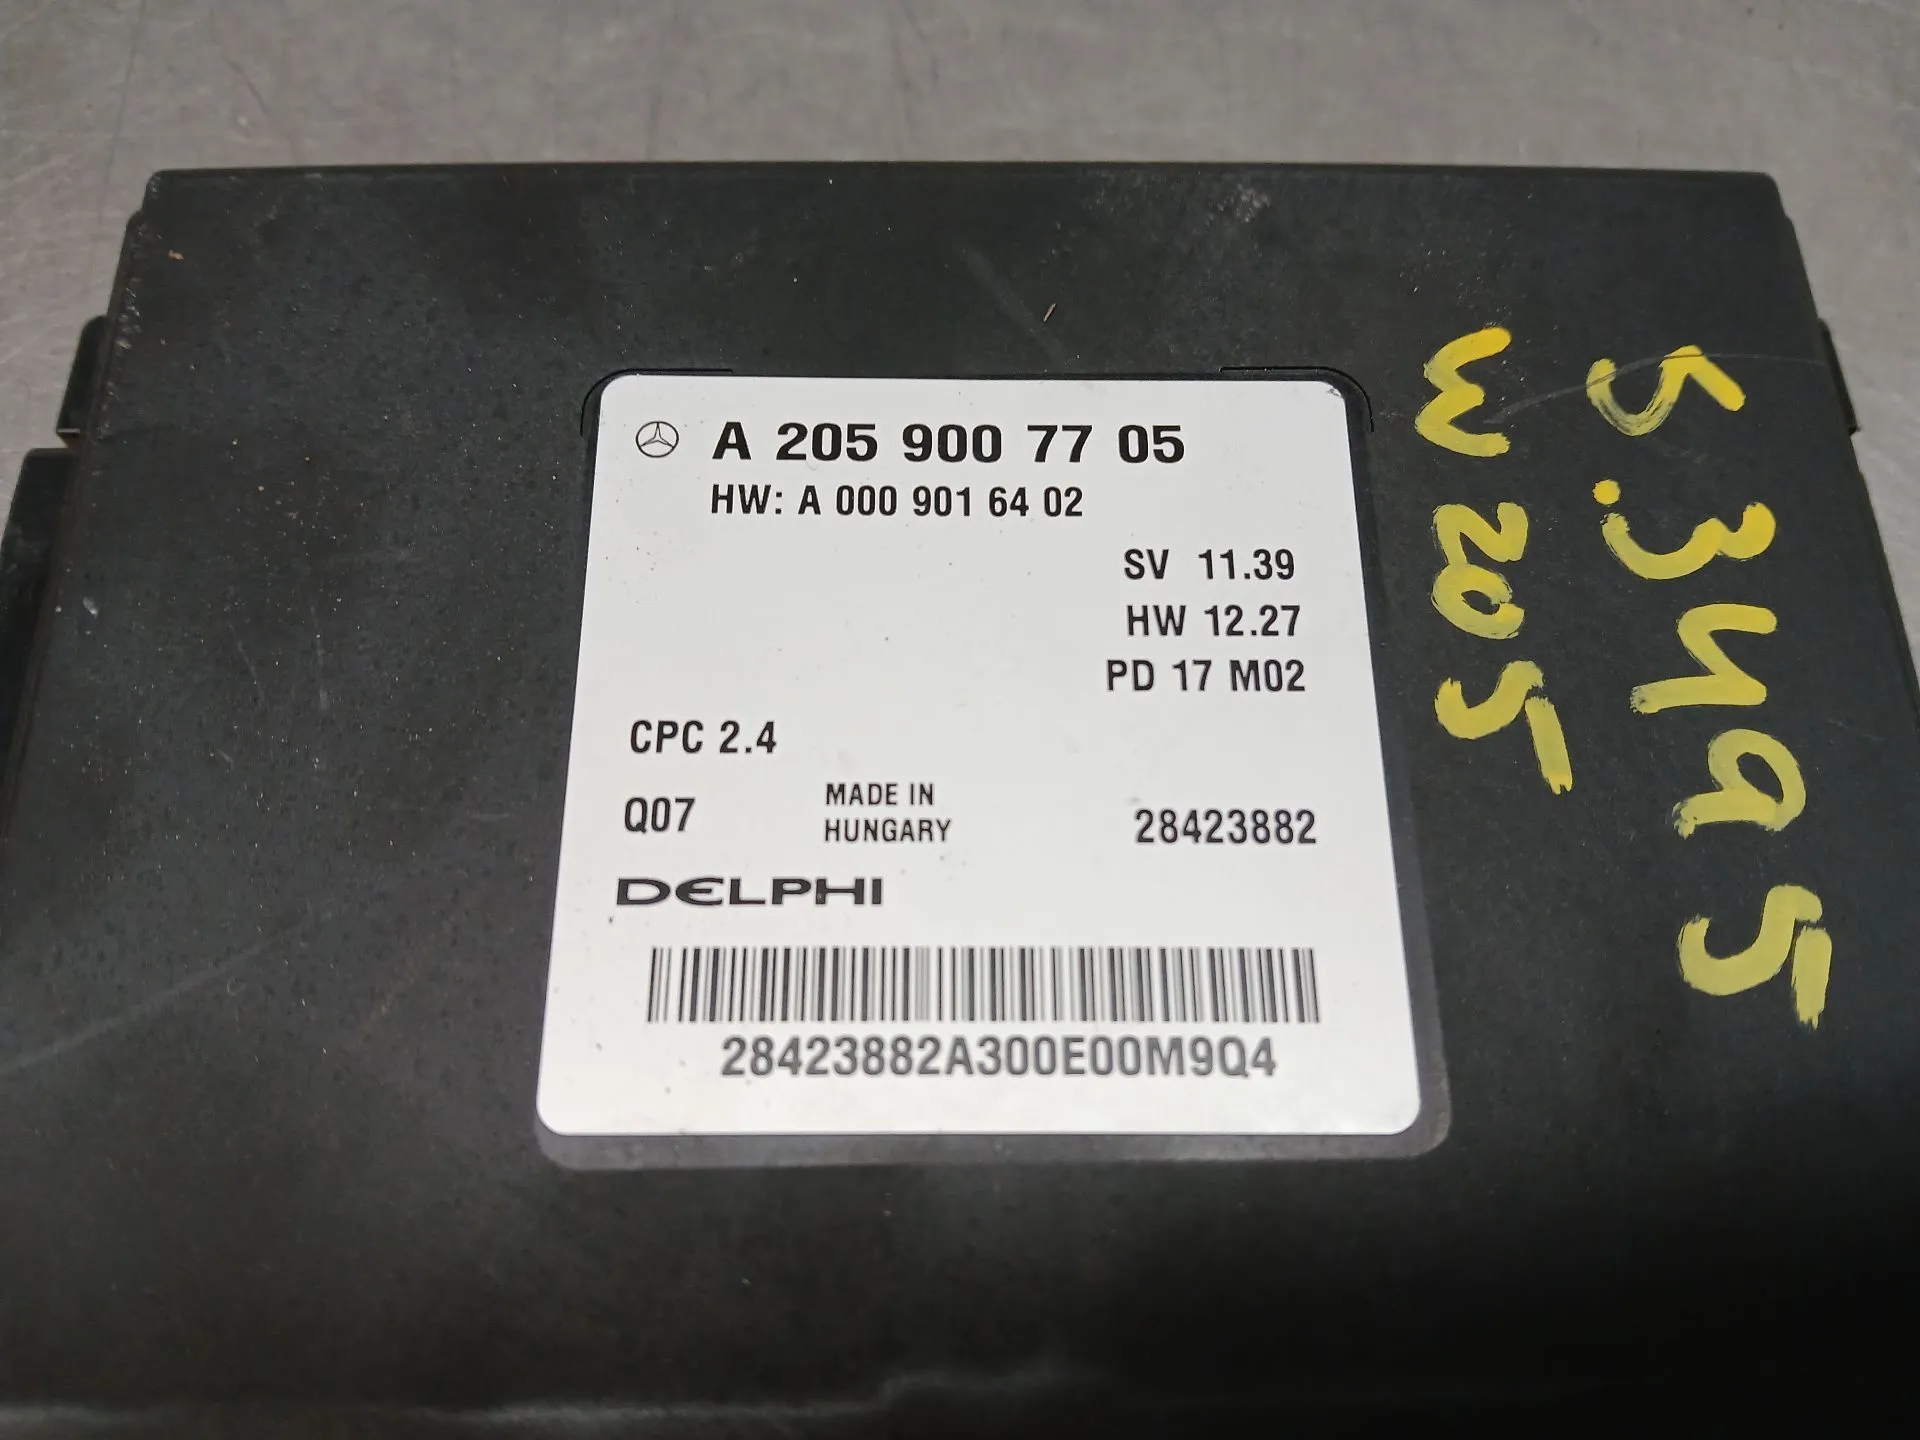 A 205 900 77 05
HW: A 000 901 64 02
SV 11.39
HW 12.27
PD 17 M02
CPC 2.4
Q07
MADE IN
HUNGARY
28423882
DELPHI
28423882A300E00M9Q4
W205
5.3495